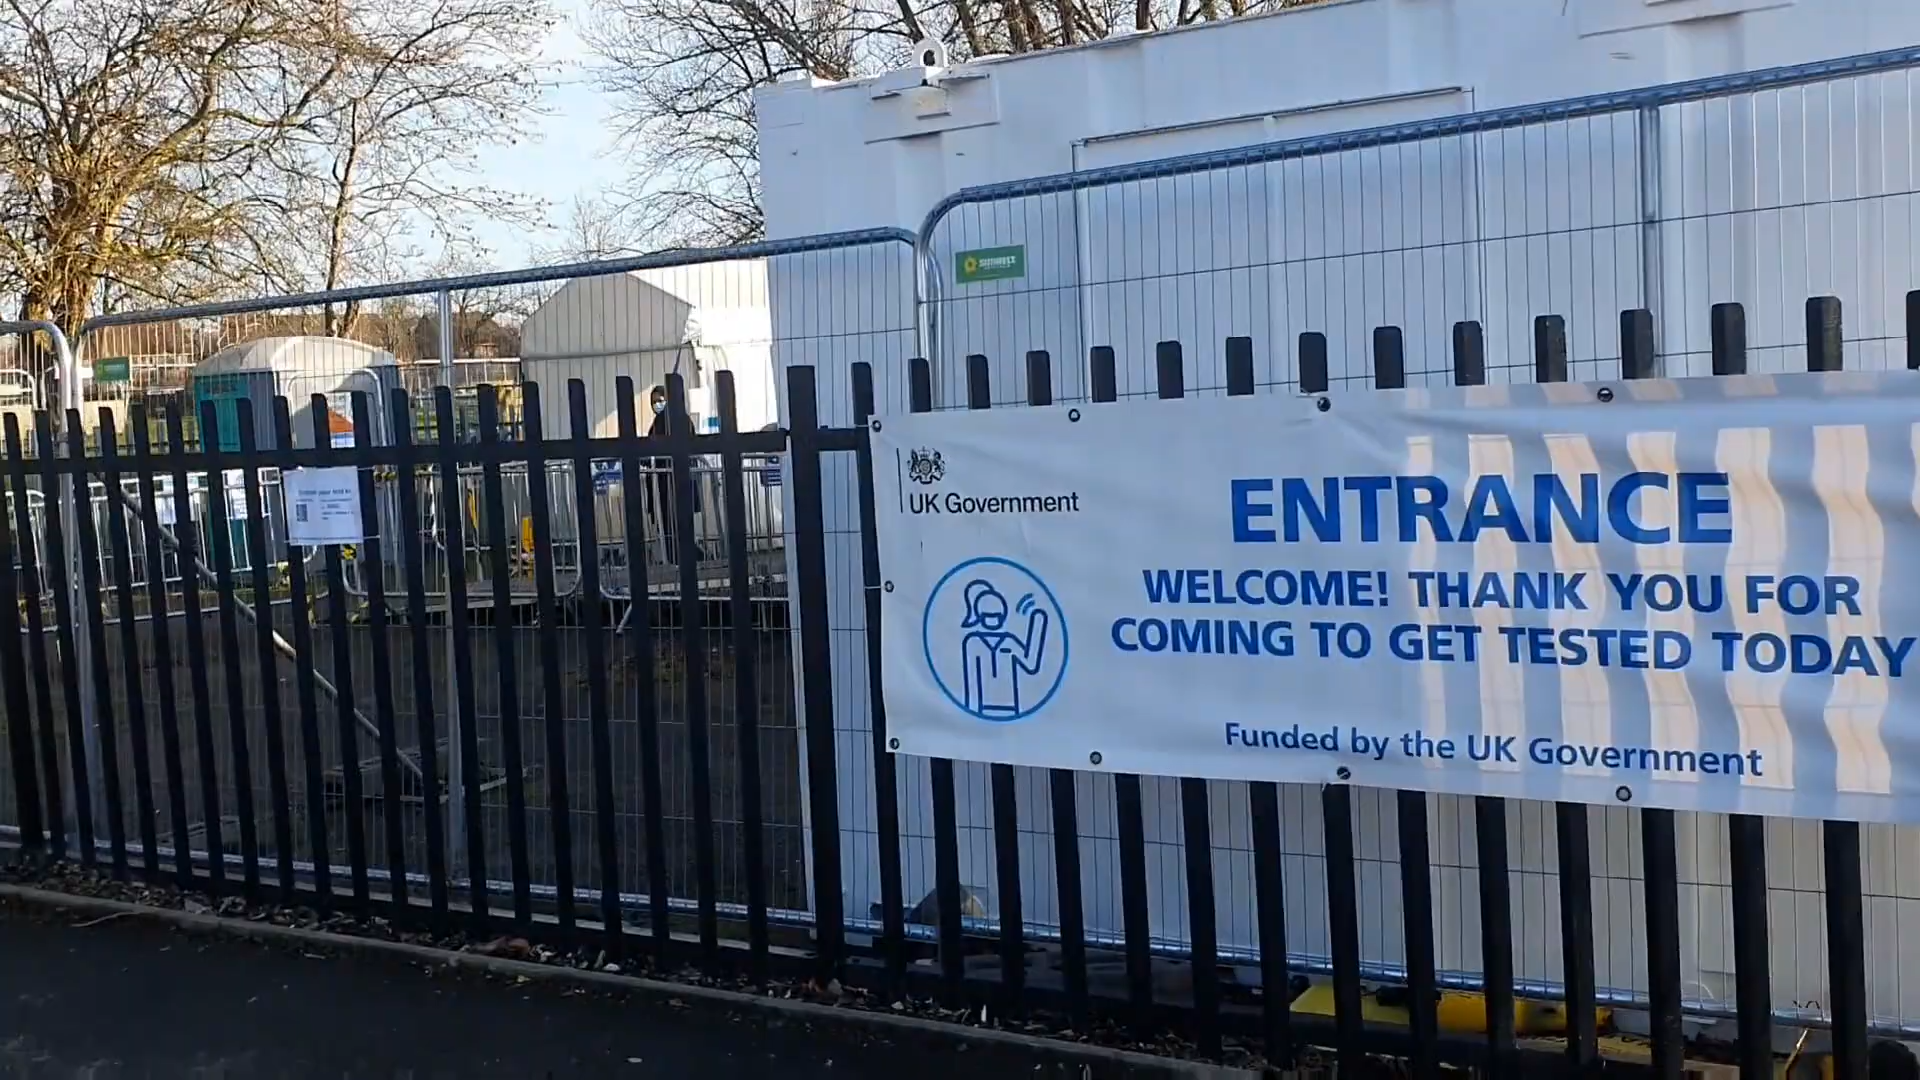 UK Government
ENTRANCE
WELCOME! THANK YOU FOR
COMING TO GET TESTED TODAY
Funded by the UK Government